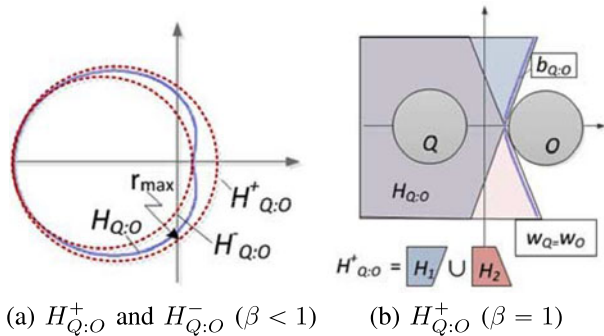 r_max
H_{Q:O}
H^+_{Q:O}
H^-_{Q:O}
b_{Q:O}
Q
O
H_{Q:O}
w_Q=w_O
H^+_{Q:O} = H_1 ∪ H_2
(a) H^+_{Q:O} and H^-_{Q:O} (β < 1)
(b) H^+_{Q:O} (β = 1)